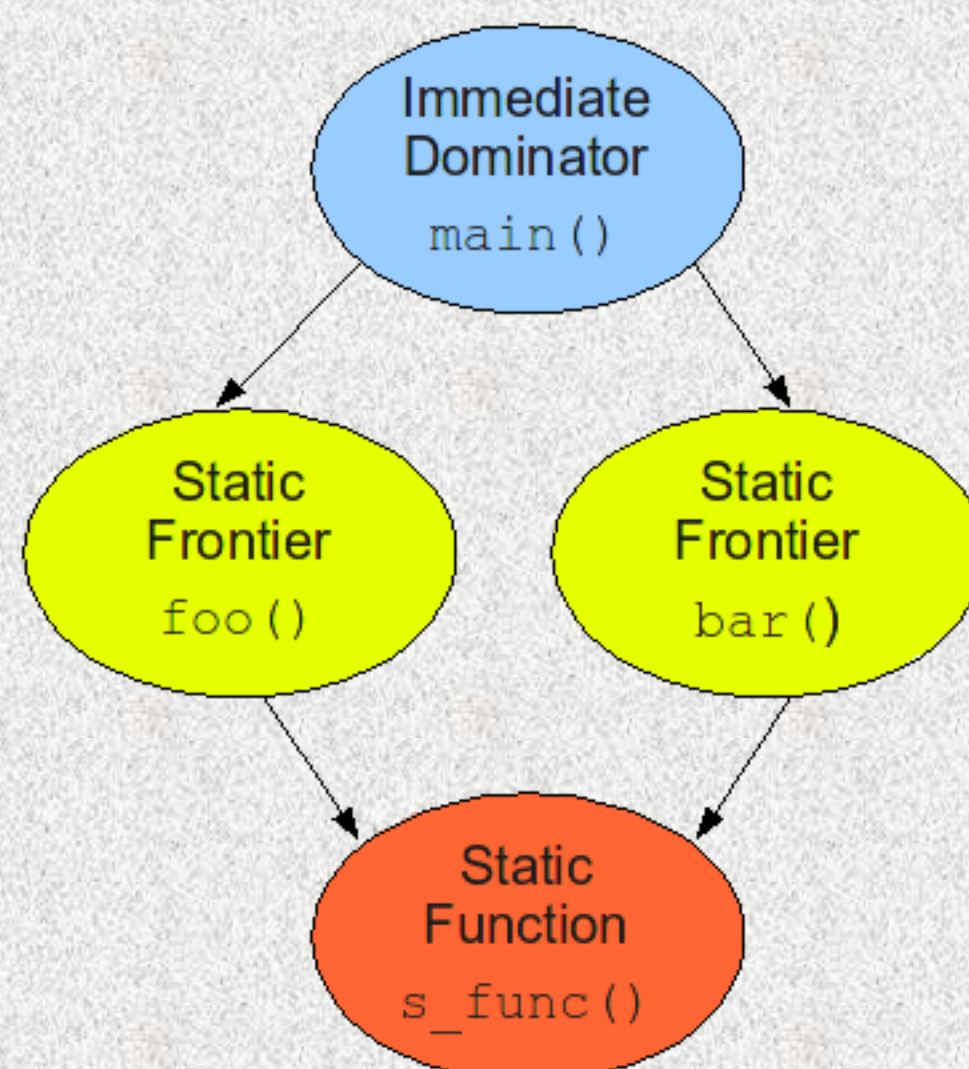 Immediate
Dominator
main()
Static
Frontier
foo()
Static
Frontier
bar()
Static
Function
s_func()